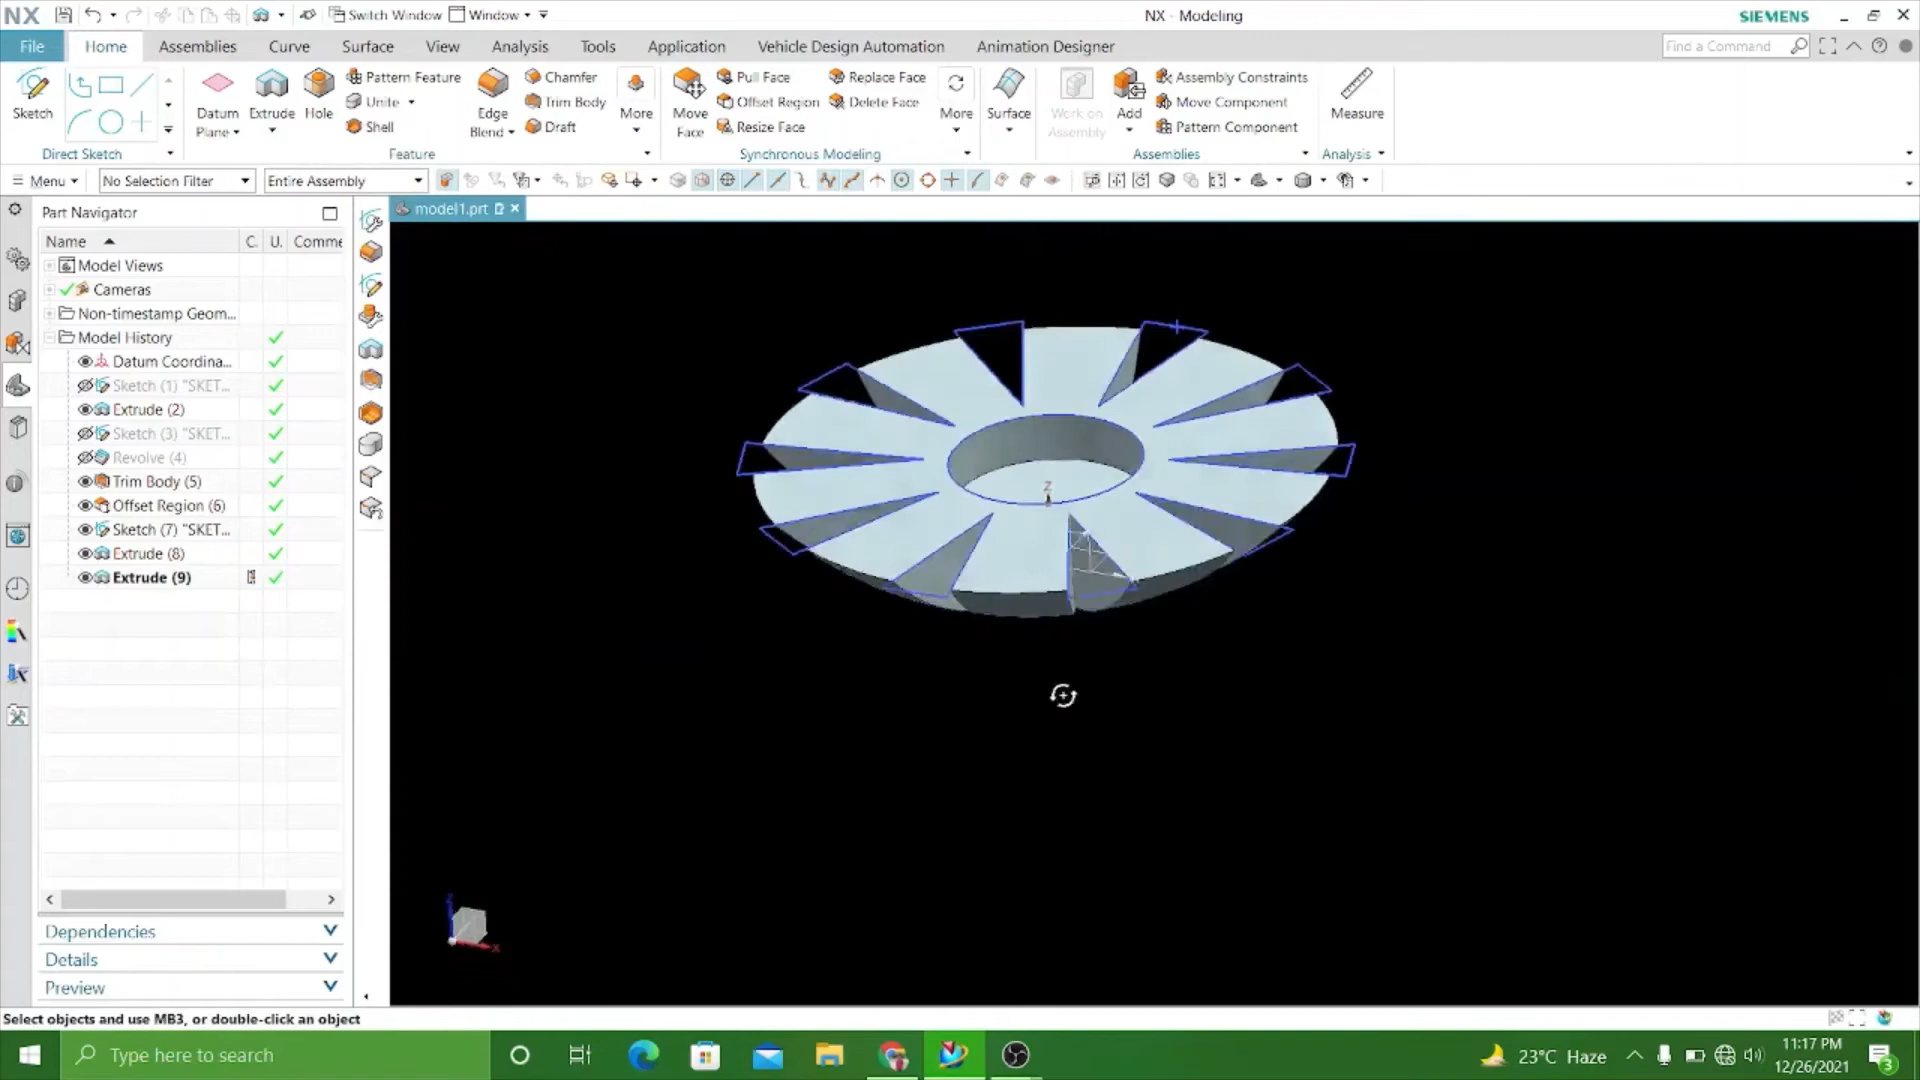 NX Switch Window Window NX - Modeling SIEMENS
File Home Assemblies Curve Surface View Analysis Tools Application Vehicle Design Automation Animation Designer Find a Command
Sketch Datum Plane Extrude Hole Pattern Feature Unite Shell Edge Blend Chamfer Trim Body Draft More Move Face Pull Face Offset Region Resize Face Replace Face Delete Face More Surface Work on Assembly Add Assembly Constraints Move Component Pattern Component Measure
Direct Sketch Feature Synchronous Modeling Assemblies Analysis
Menu No Selection Filter Entire Assembly
Part Navigator model1.prt
Name C. U. Comme
Model Views
Cameras
Non-timestamp Geom...
Model History
Datum Coordina...
Sketch (1) "SKET...
Extrude (2)
Sketch (3) "SKET...
Revolve (4)
Trim Body (5)
Offset Region (6)
Sketch (7) "SKET...
Extrude (8)
Extrude (9)
Z
Z
X
Dependencies
Details
Preview
Select objects and use MB3, or double-click an object
Type here to search 23°C Haze 11:17 PM
12/26/2021 3